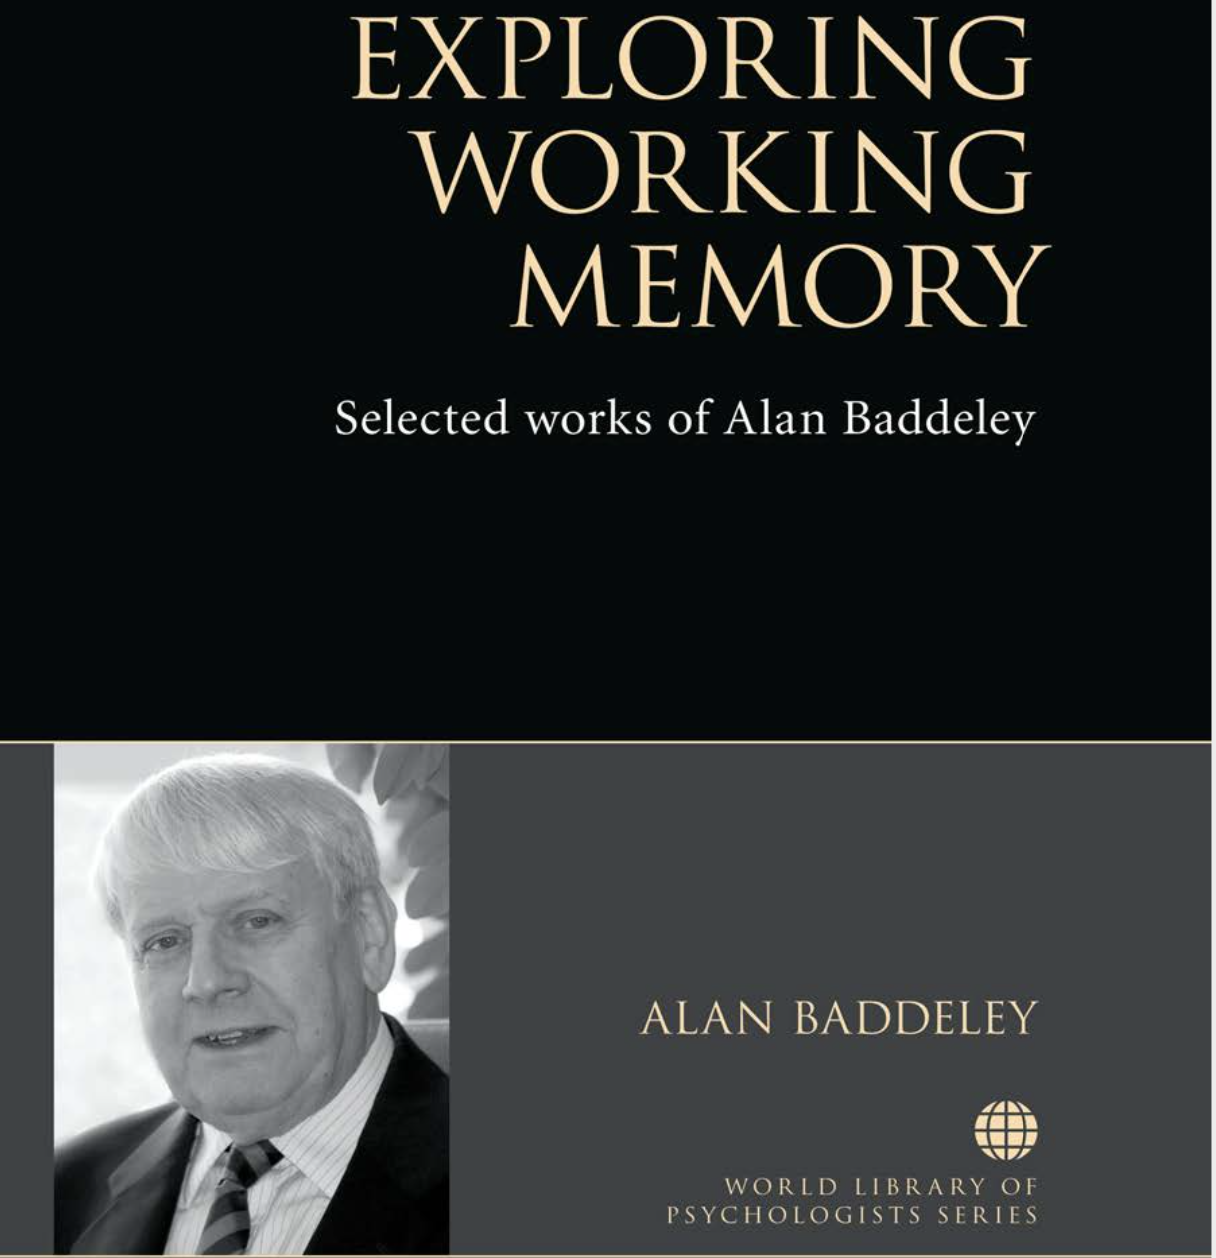 EXPLORING
WORKING
MEMORY
Selected works of Alan Baddeley
ALAN BADDELEY
WORLD LIBRARY OF
PSYCHOLOGISTS SERIES